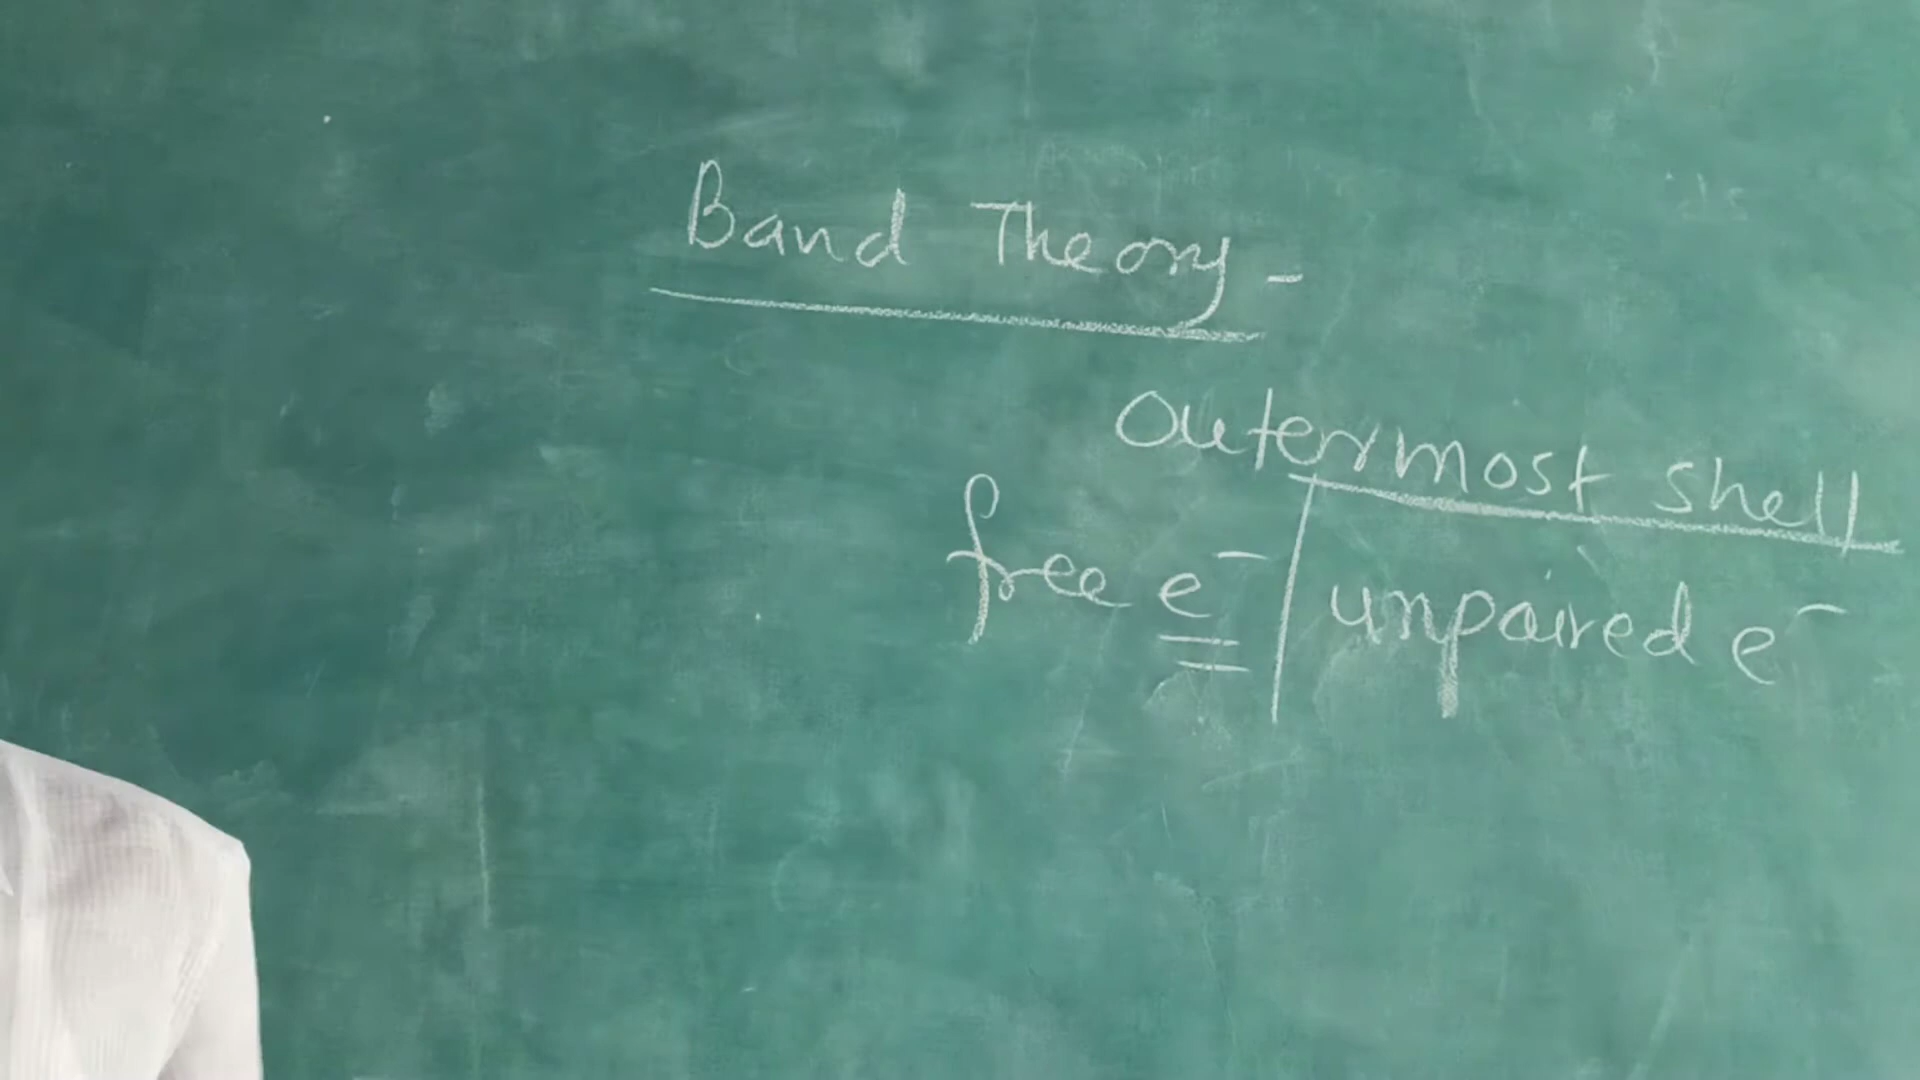 Band Theory -
Outermost shell
free e⁻ | unpaired e⁻